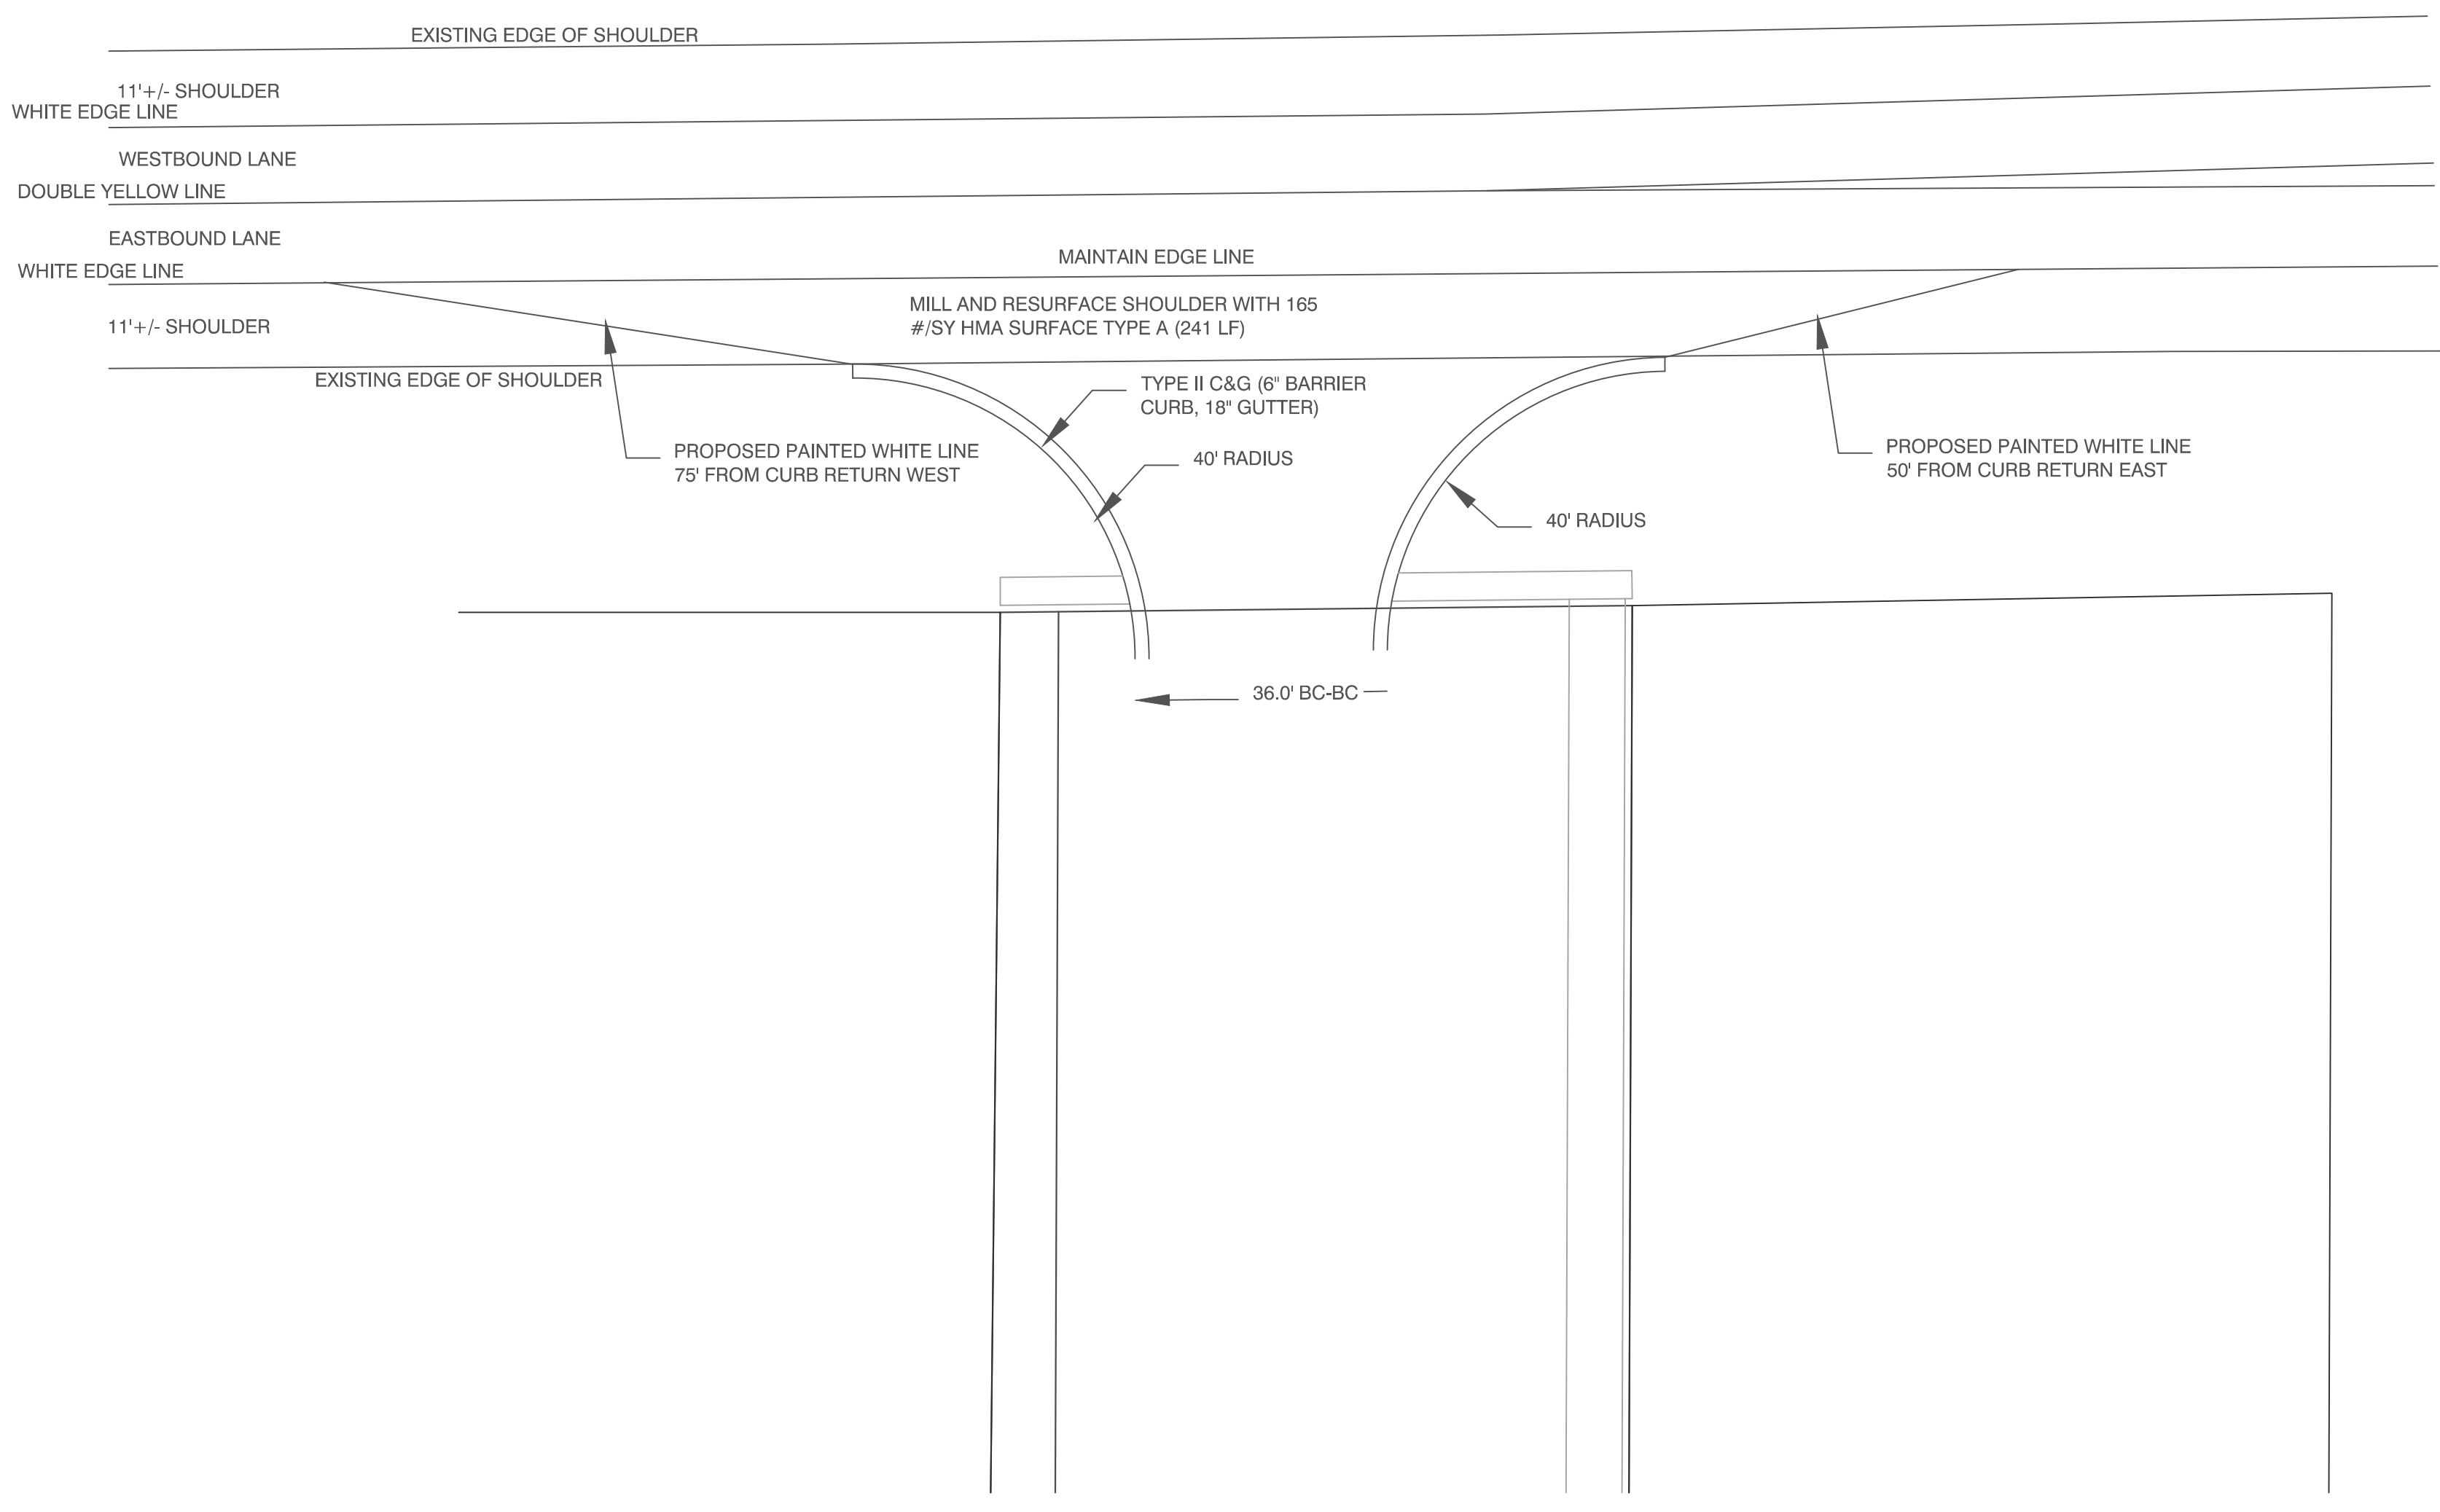 EXISTING EDGE OF SHOULDER
11'+/- SHOULDER
WHITE EDGE LINE
WESTBOUND LANE
DOUBLE YELLOW LINE
EASTBOUND LANE
MAINTAIN EDGE LINE
WHITE EDGE LINE
MILL AND RESURFACE SHOULDER WITH 165
#/SY HMA SURFACE TYPE A (241 LF)
11'+/- SHOULDER
EXISTING EDGE OF SHOULDER
TYPE II C&G (6" BARRIER
CURB, 18" GUTTER)
PROPOSED PAINTED WHITE LINE
75' FROM CURB RETURN WEST
40' RADIUS
PROPOSED PAINTED WHITE LINE
50' FROM CURB RETURN EAST
40' RADIUS
36.0' BC-BC